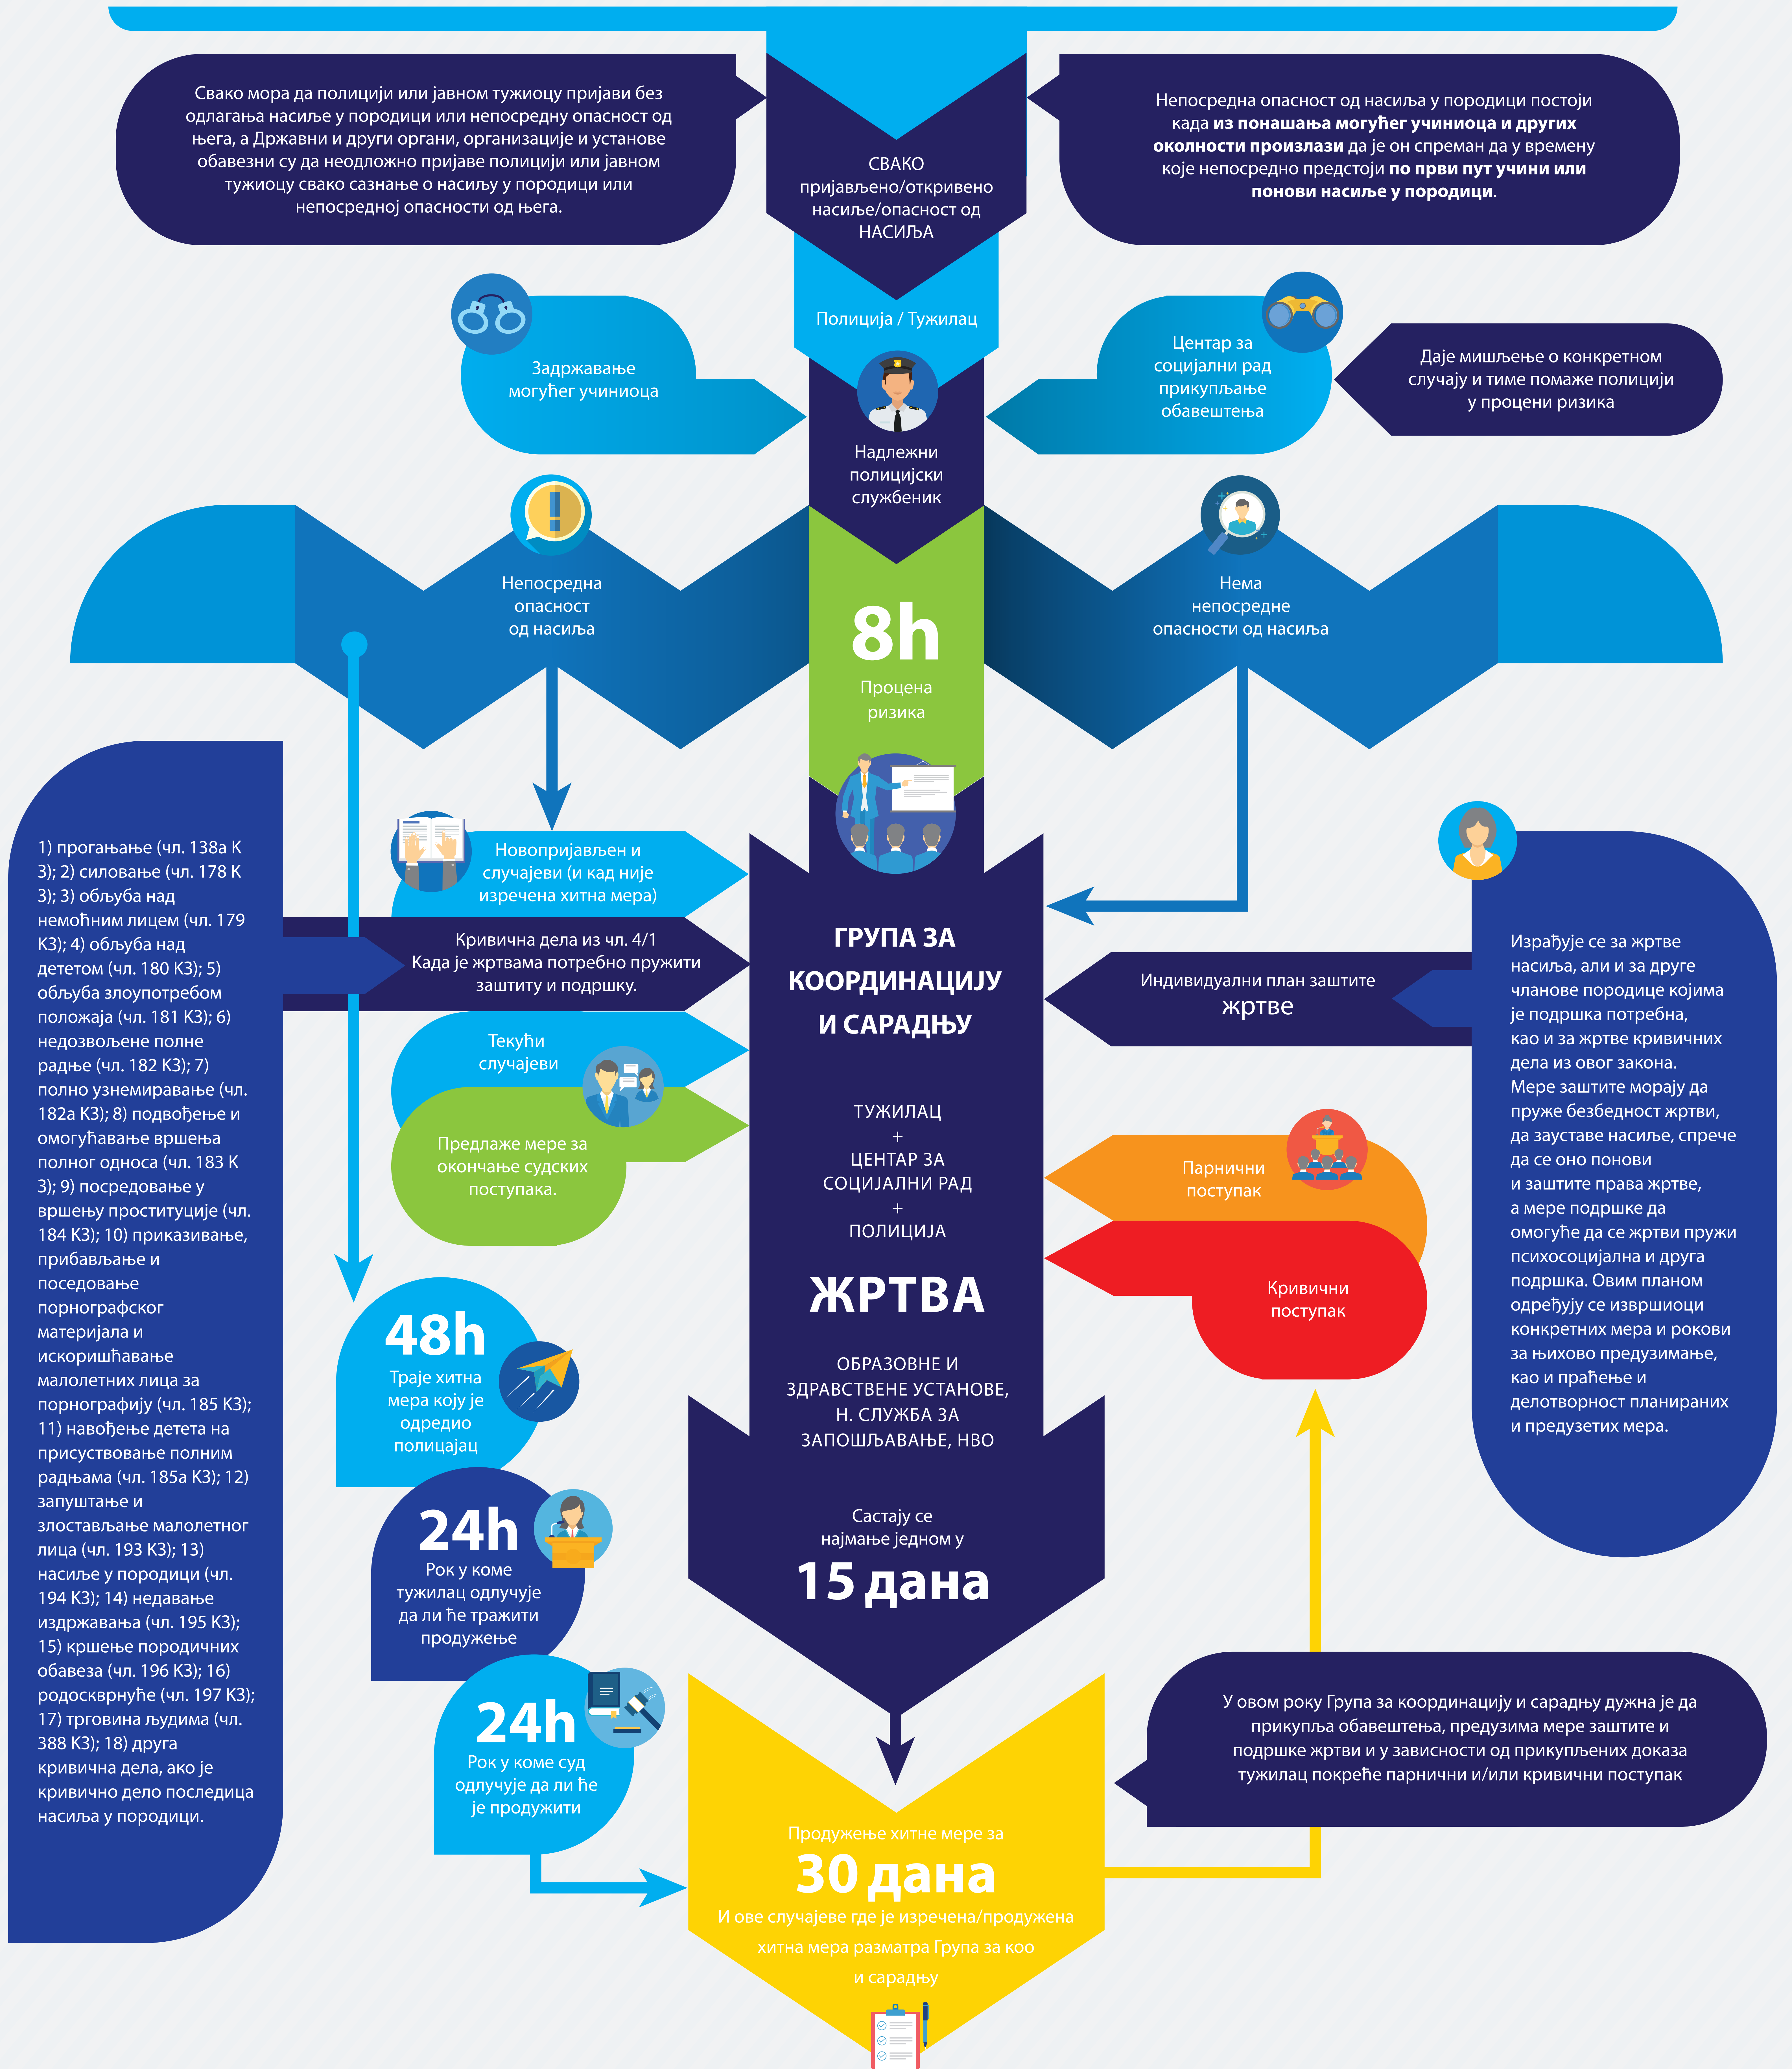 Свако мора да полицији или јавном тужиоцу пријави без
одлагања насиље у породици или непосредну опасност од
њега, а Државни и други органи, организације и установе
обавезни су да неодложно пријаве полицији или јавном
тужиоцу свако сазнање о насиљу у породици или
непосредној опасности од њега.
СВАКО
пријављено/откривено
насиље/опасност од
НАСИЉА
Непосредна опасност од насиља у породици постоји
када из понашања могућег учиниоца и других
околности произлази да је он спреман да у времену
које непосредно предстоји по први пут учини или
понови насиље у породици.
Полиција / Тужилац
Задржавање
могућег учиниоца
Центар за
социјални рад
прикупљање
обавештења
Даје мишљење о конкретном
случају и тиме помаже полицији
у процени ризика
Надлежни
полицијски
службеник
Непосредна
опасност
од насиља
8h
Процена
ризика
Нема
непосредне
опасности од насиља
1) прогањање (чл. 138а К
З); 2) силовање (чл. 178 К
З); 3) обљуба над
немоћним лицем (чл. 179
КЗ); 4) обљуба над
дететом (чл. 180 КЗ); 5)
обљуба злоупотребом
положаја (чл. 181 КЗ); 6)
недозвољене полне
радње (чл. 182 КЗ); 7)
полно узнемиравање (чл.
182а КЗ); 8) подвођење и
омогућавање вршења
полног односа (чл. 183 К
З); 9) посредовање у
вршењу проституције (чл.
184 КЗ); 10) приказивање,
прибављање и
поседовање
порнографског
материјала и
искоришћавање
малолетних лица за
порнографију (чл. 185 КЗ);
11) навођење детета на
присуствовање полним
радњама (чл. 185а КЗ); 12)
запуштање и
злостављање малолетног
лица (чл. 193 КЗ); 13)
насиље у породици (чл.
194 КЗ); 14) недавање
издржавања (чл. 195 КЗ);
15) кршење породичних
обавеза (чл. 196 КЗ); 16)
родоскврнуће (чл. 197 КЗ);
17) трговина људима (чл.
388 КЗ); 18) друга
кривична дела, ако је
кривично дело последица
насиља у породици.
Новопријављен и
случајеви (и кад није
изречена хитна мера)
Кривична дела из чл. 4/1
Када је жртвама потребно пружити
заштиту и подршку.
Текући
случајеви
Предлаже мере за
окончање судских
поступака.
ГРУПА ЗА
КООРДИНАЦИЈУ
И САРАДЊУ
ТУЖИЛАЦ
+
ЦЕНТАР ЗА
СОЦИЈАЛНИ РАД
+
ПОЛИЦИЈА
ЖРТВА
ОБРАЗОВНЕ И
ЗДРАВСТВЕНЕ УСТАНОВЕ,
Н. СЛУЖБА ЗА
ЗАПОШЉАВАЊЕ, НВО
Састају се
најмање једном у
15 дана
Индивидуални план заштите
жртве
Израђује се за жртве
насиља, али и за друге
чланове породице којима
је подршка потребна,
као и за жртве кривичних
дела из овог закона.
Мере заштите морају да
пруже безбедност жртви,
да зауставе насиље, спрече
да се оно понови
и заштите права жртве,
а мере подршке да
омогуће да се жртви пружи
психосоцијална и друга
подршка. Овим планом
одређују се извршиоци
конкретних мера и рокови
за њихово предузимање,
као и праћење и
делотворност планираних
и предузетих мера.
Парнични
поступак
Кривични
поступак
48h
Траје хитна
мера коју је
одредио
полицајац
24h
Рок у коме
тужилац одлучује
да ли ће тражити
продужење
24h
Рок у коме суд
одлучује да ли ће
је продужити
Продужење хитне мере за
30 дана
И ове случајеве где је изречена/продужена
хитна мера разматра Група за коо
и сарадњу
У овом року Група за координацију и сарадњу дужна је да
прикупља обавештења, предузима мере заштите и
подршке жртви и у зависности од прикупљених доказа
тужилац покреће парнични и/или кривични поступак